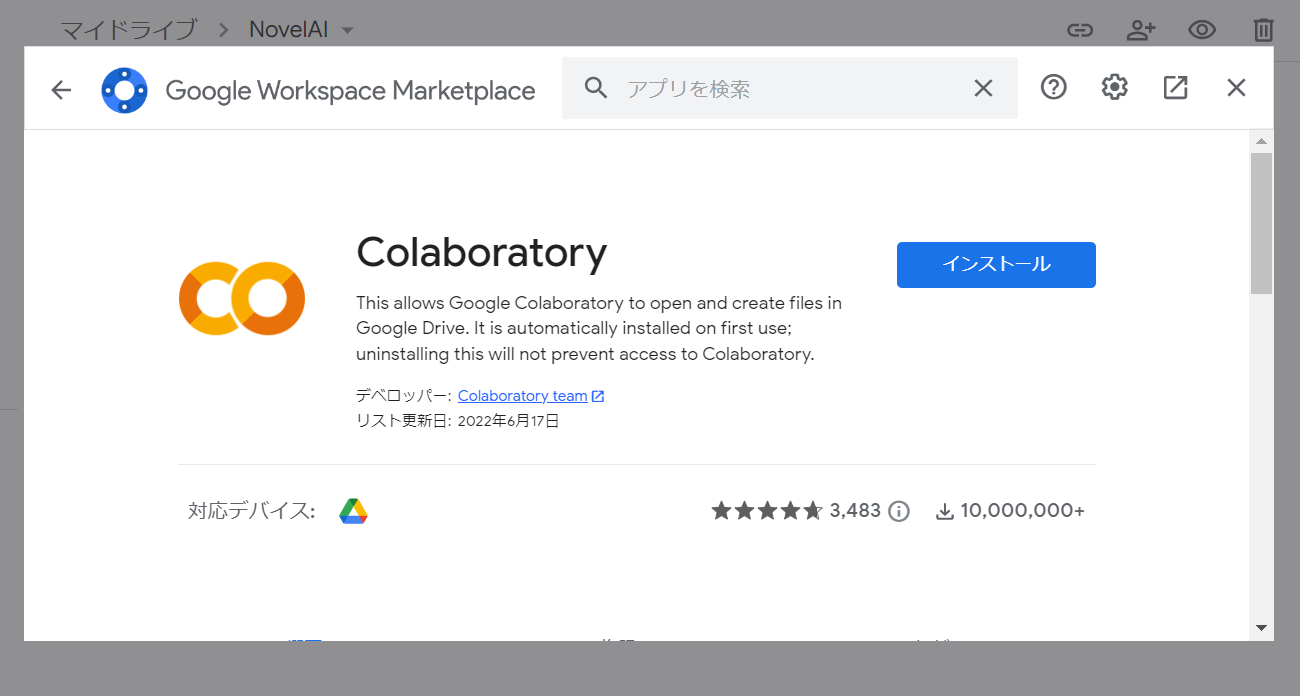 マイドライブ > NovelAI
Google Workspace Marketplace
アプリを検索
Colaboratory
インストール
This allows Google Colaboratory to open and create files in
Google Drive. It is automatically installed on first use;
uninstalling this will not prevent access to Colaboratory.
デベロッパー: Colaboratory team
リスト更新日: 2022年6月17日
対応デバイス:
3,483
10,000,000+